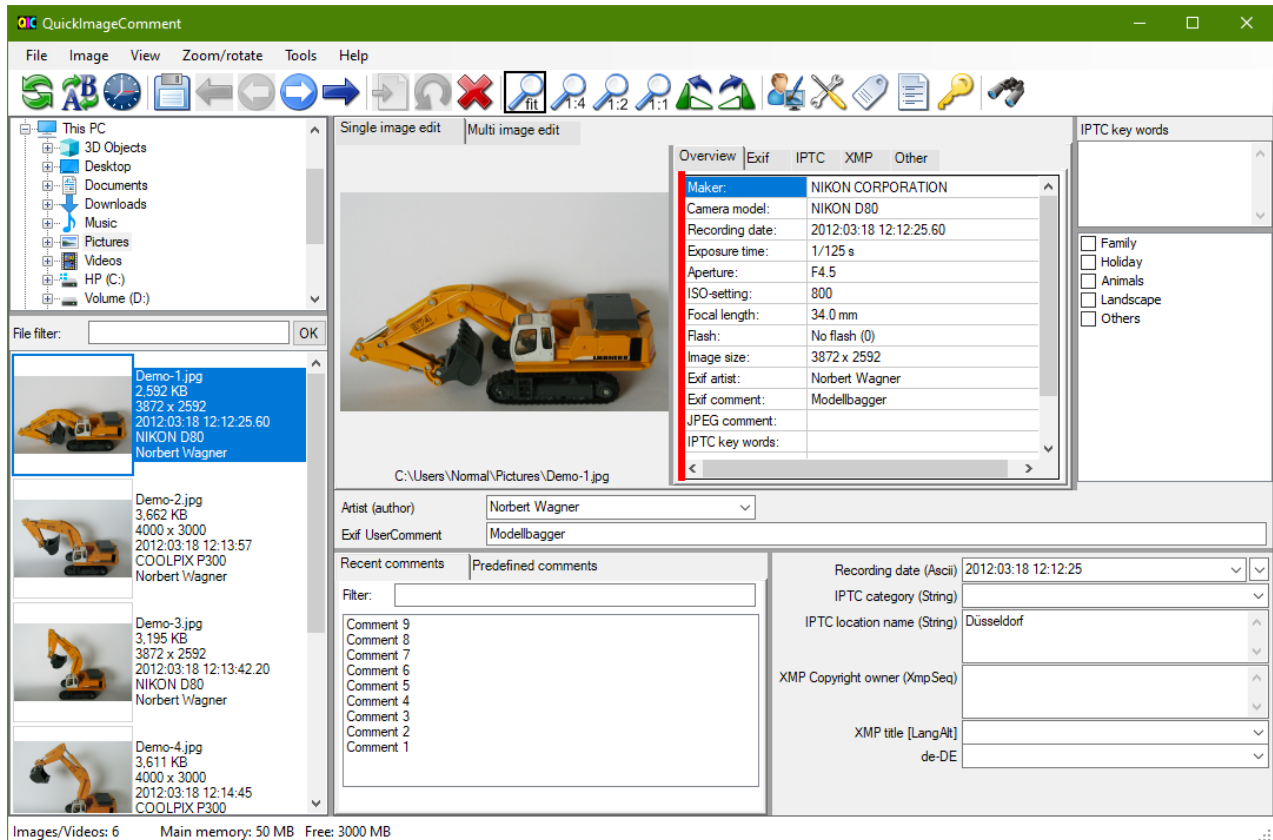 QIC QuickImageComment
File Image View Zoom/rotate Tools Help
AB fit 1:4 1:2 1:1
This PC
3D Objects
Desktop
Documents
Downloads
Music
Pictures
Videos
HP (C:)
Volume (D:)
File filter: OK
Demo-1.jpg
2,592 KB
3872 x 2592
2012:03:18 12:12:25.60
NIKON D80
Norbert Wagner
Demo-2.jpg
3,662 KB
4000 x 3000
2012:03:18 12:13:57
COOLPIX P300
Norbert Wagner
Demo-3.jpg
3,195 KB
3872 x 2592
2012:03:18 12:13:42.20
NIKON D80
Norbert Wagner
Demo-4.jpg
3,611 KB
4000 x 3000
2012:03:18 12:14:45
COOLPIX P300
Single image edit Multi image edit
E74
LIEBHERR
C:\Users\Normal\Pictures\Demo-1.jpg
Overview Exif IPTC XMP Other
Maker: NIKON CORPORATION
Camera model: NIKON D80
Recording date: 2012:03:18 12:12:25.60
Exposure time: 1/125 s
Aperture: F4.5
ISO-setting: 800
Focal length: 34.0 mm
Flash: No flash (0)
Image size: 3872 x 2592
Exif artist: Norbert Wagner
Exif comment: Modellbagger
JPEG comment:
IPTC key words:
IPTC key words
Family
Holiday
Animals
Landscape
Others
Artist (author) Norbert Wagner
Exif UserComment Modellbagger
Recent comments Predefined comments
Filter:
Comment 9
Comment 8
Comment 7
Comment 6
Comment 5
Comment 4
Comment 3
Comment 2
Comment 1
Recording date (Ascii) 2012:03:18 12:12:25
IPTC category (String)
IPTC location name (String) Düsseldorf
XMP Copyright owner (XmpSeq)
XMP title [LangAlt]
de-DE
Images/Videos: 6 Main memory: 50 MB Free: 3000 MB